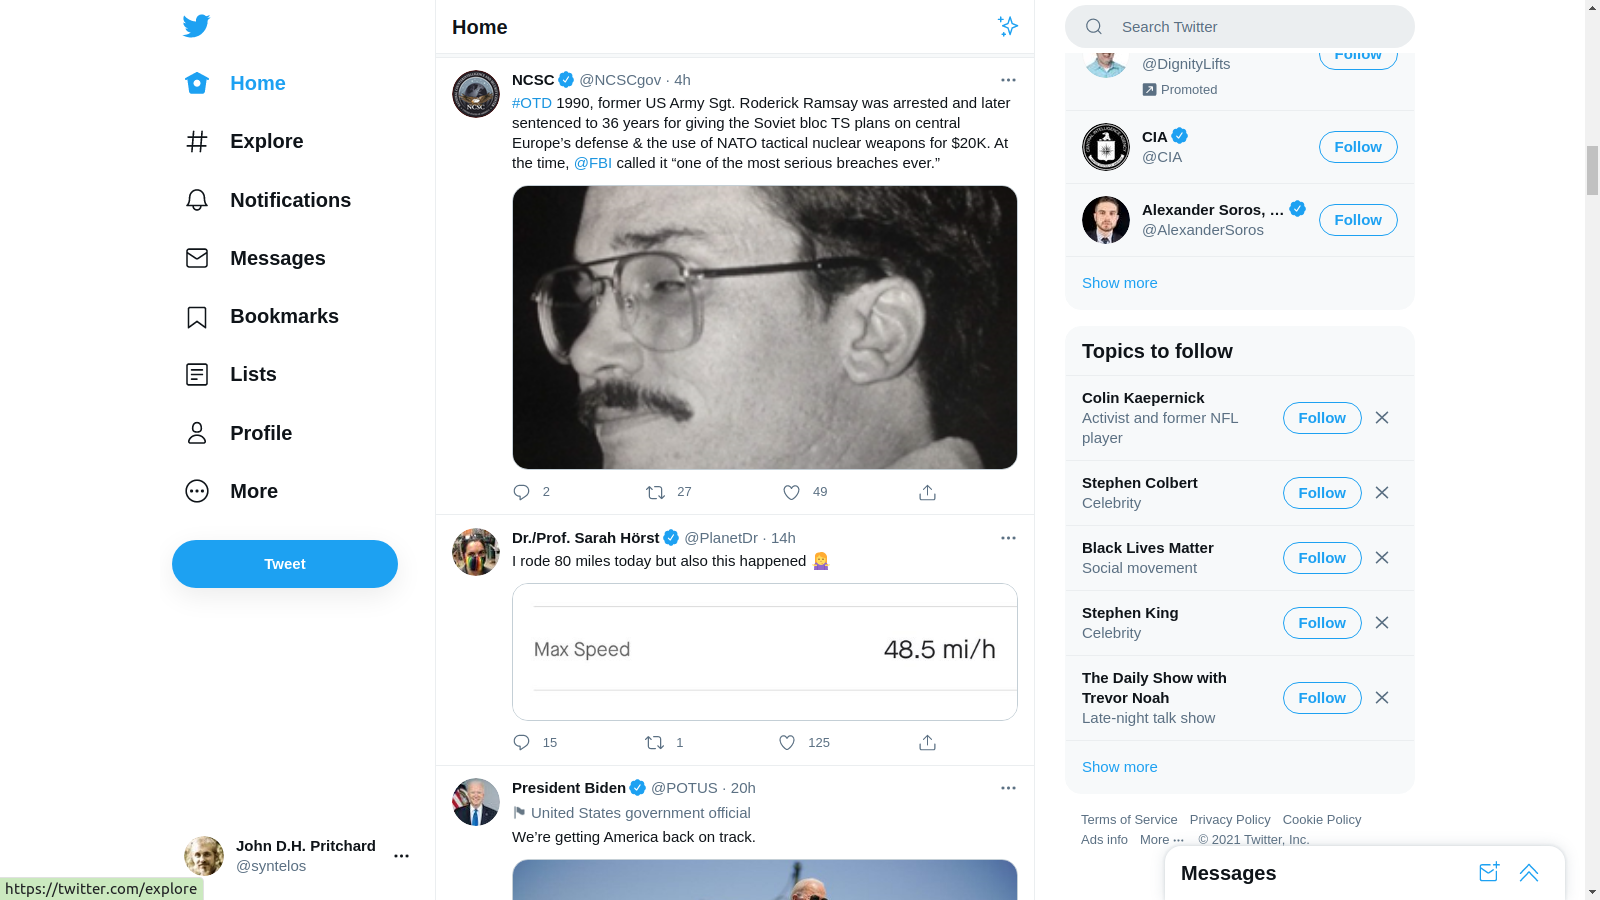 Home
Explore
Notifications
Messages
Bookmarks
Lists
Profile
More
Tweet
John D.H. Pritchard
@syntelos
https://twitter.com/explore
Home
NCSC @NCSCgov · 4h
#OTD 1990, former US Army Sgt. Roderick Ramsay was arrested and later
sentenced to 36 years for giving the Soviet bloc TS plans on central
Europe’s defense & the use of NATO tactical nuclear weapons for $20K. At
the time, @FBI called it “one of the most serious breaches ever.”
2 27 49
Dr./Prof. Sarah Hörst @PlanetDr · 14h
I rode 80 miles today but also this happened
Max Speed 48.5 mi/h
15 1 125
President Biden @POTUS · 20h
United States government official
We’re getting America back on track.
Search Twitter
Follow
@DignityLifts
Promoted
CIA
@CIA
Follow
Alexander Soros, ...
@AlexanderSoros
Follow
Show more
Topics to follow
Colin Kaepernick
Activist and former NFL
player
Follow
Stephen Colbert
Celebrity
Follow
Black Lives Matter
Social movement
Follow
Stephen King
Celebrity
Follow
The Daily Show with
Trevor Noah
Late-night talk show
Follow
Show more
Terms of Service Privacy Policy Cookie Policy
Ads info More ··· © 2021 Twitter, Inc.
Messages